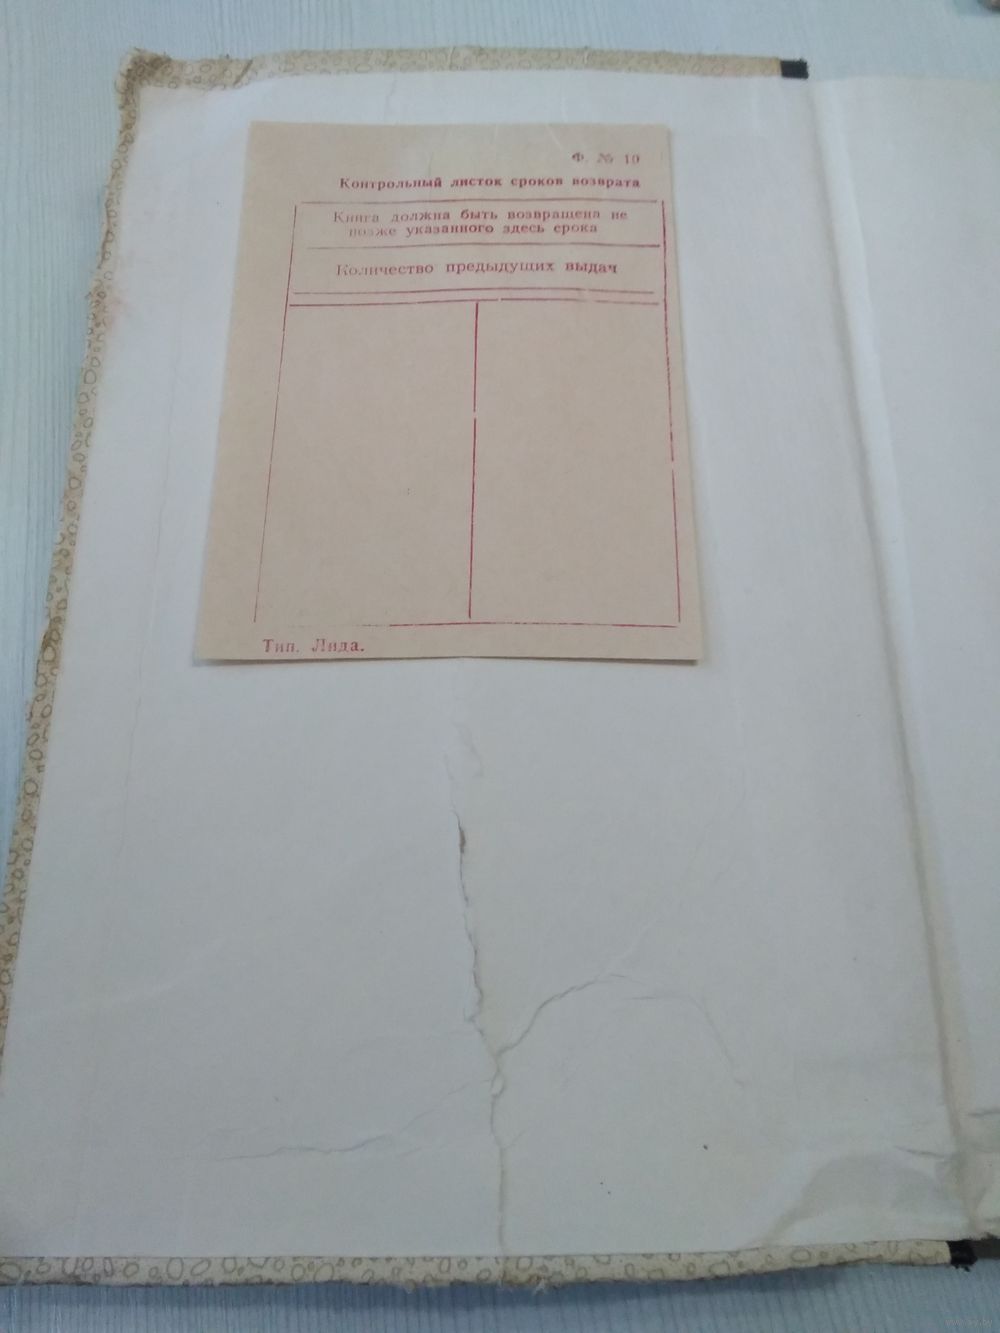 Ф. № 10
Контрольный листок сроков возврата
Книга должна быть возвращена не
позже указанного здесь срока
Количество предыдущих выдач
Тип. Лида.